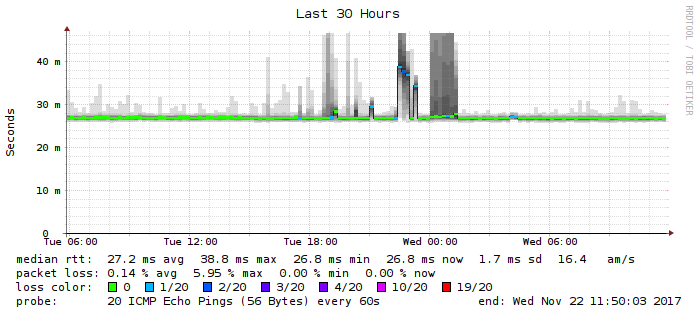 Last 30 Hours
RRDTOOL / TOBI OETIKER
Seconds
40 m
30 m
20 m
10 m
0
Tue 06:00 Tue 12:00 Tue 18:00 Wed 00:00 Wed 06:00
median rtt: 27.2 ms avg 38.8 ms max 26.8 ms min 26.8 ms now 1.7 ms sd 16.4 am/s
packet loss: 0.14 % avg 5.95 % max 0.00 % min 0.00 % now
loss color: 0 1/20 2/20 3/20 4/20 10/20 19/20
probe: 20 ICMP Echo Pings (56 Bytes) every 60s end: Wed Nov 22 11:50:03 2017